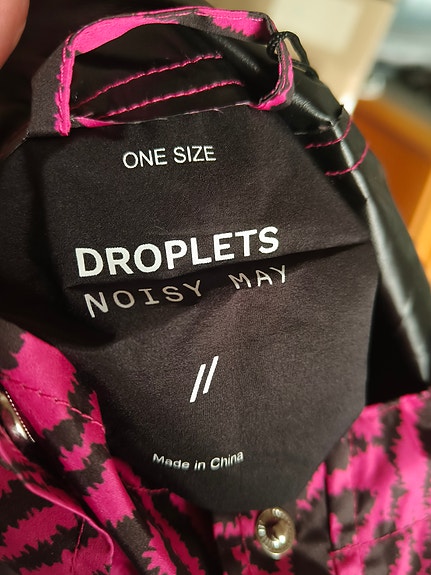 ONE SIZE
DROPLETS
NOISY MAY
//
Made in China